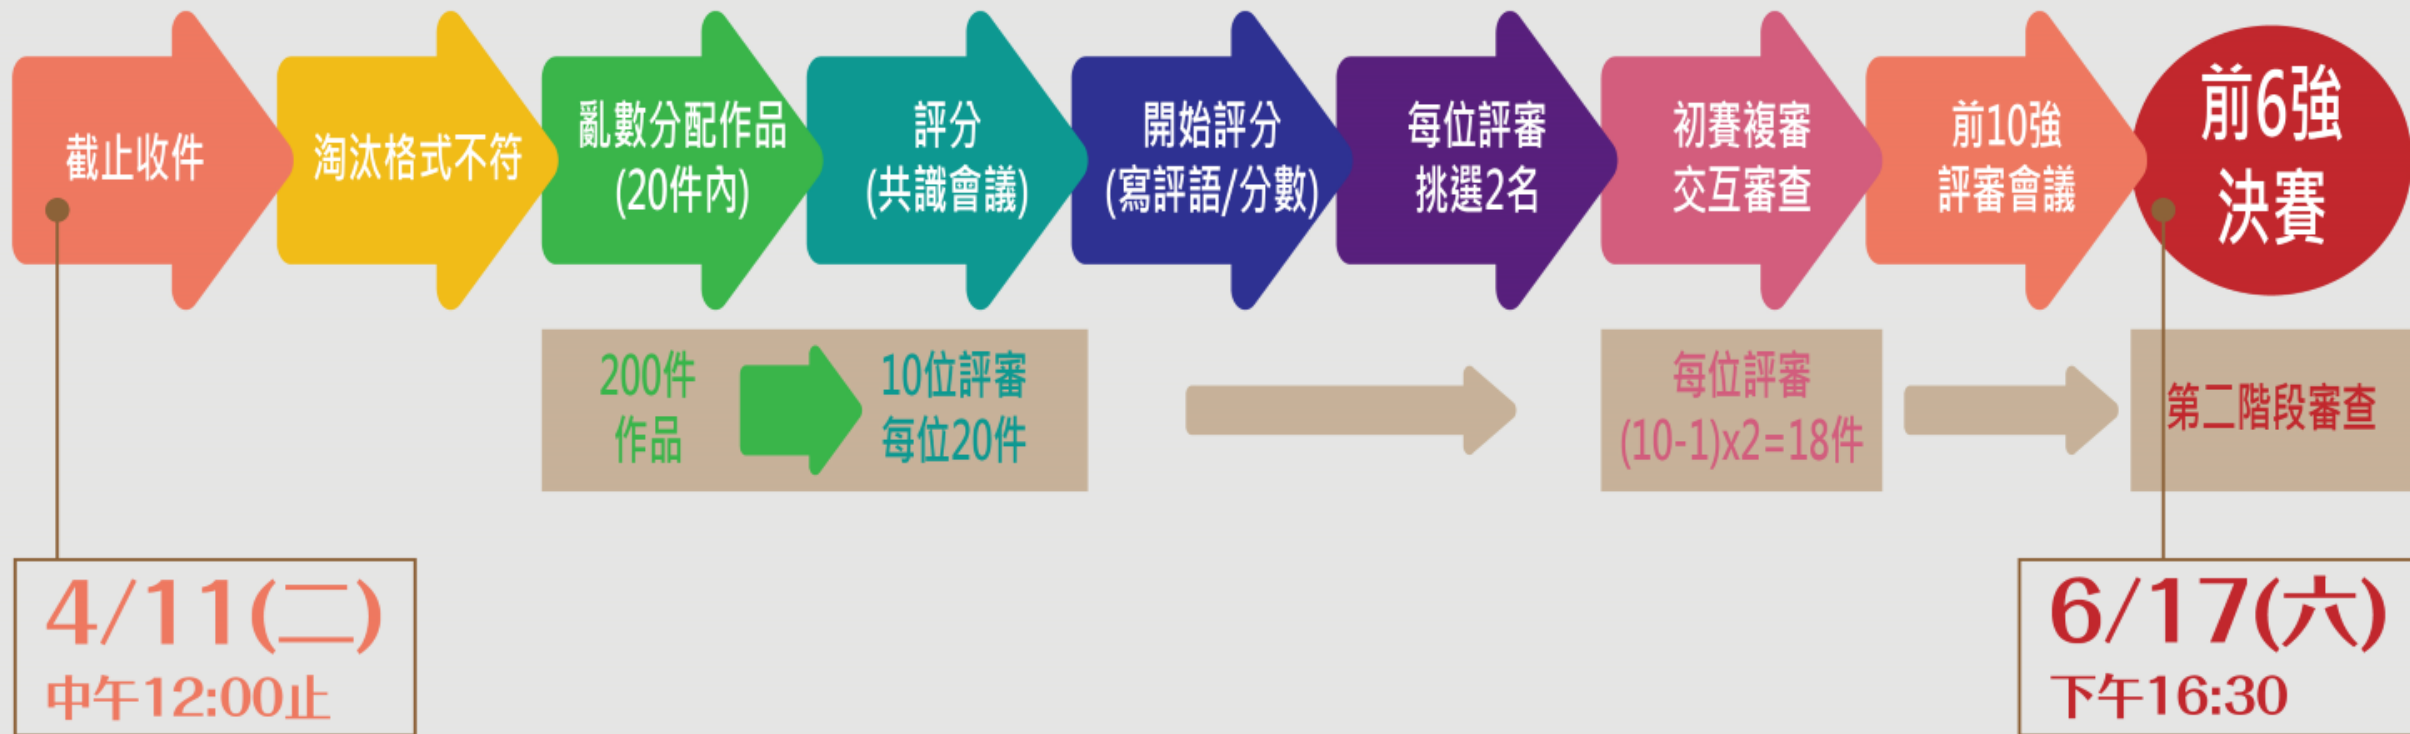 截止收件
淘汰格式不符
亂數分配作品
(20件內)
評分
(共識會議)
開始評分
(寫評語/分數)
每位評審
挑選2名
初賽複審
交互審查
前10強
評審會議
前6強
決賽
200件
作品
10位評審
每位20件
每位評審
(10-1)x2=18件
第二階段審查
4/11(二)
中午12:00止
6/17(六)
下午16:30